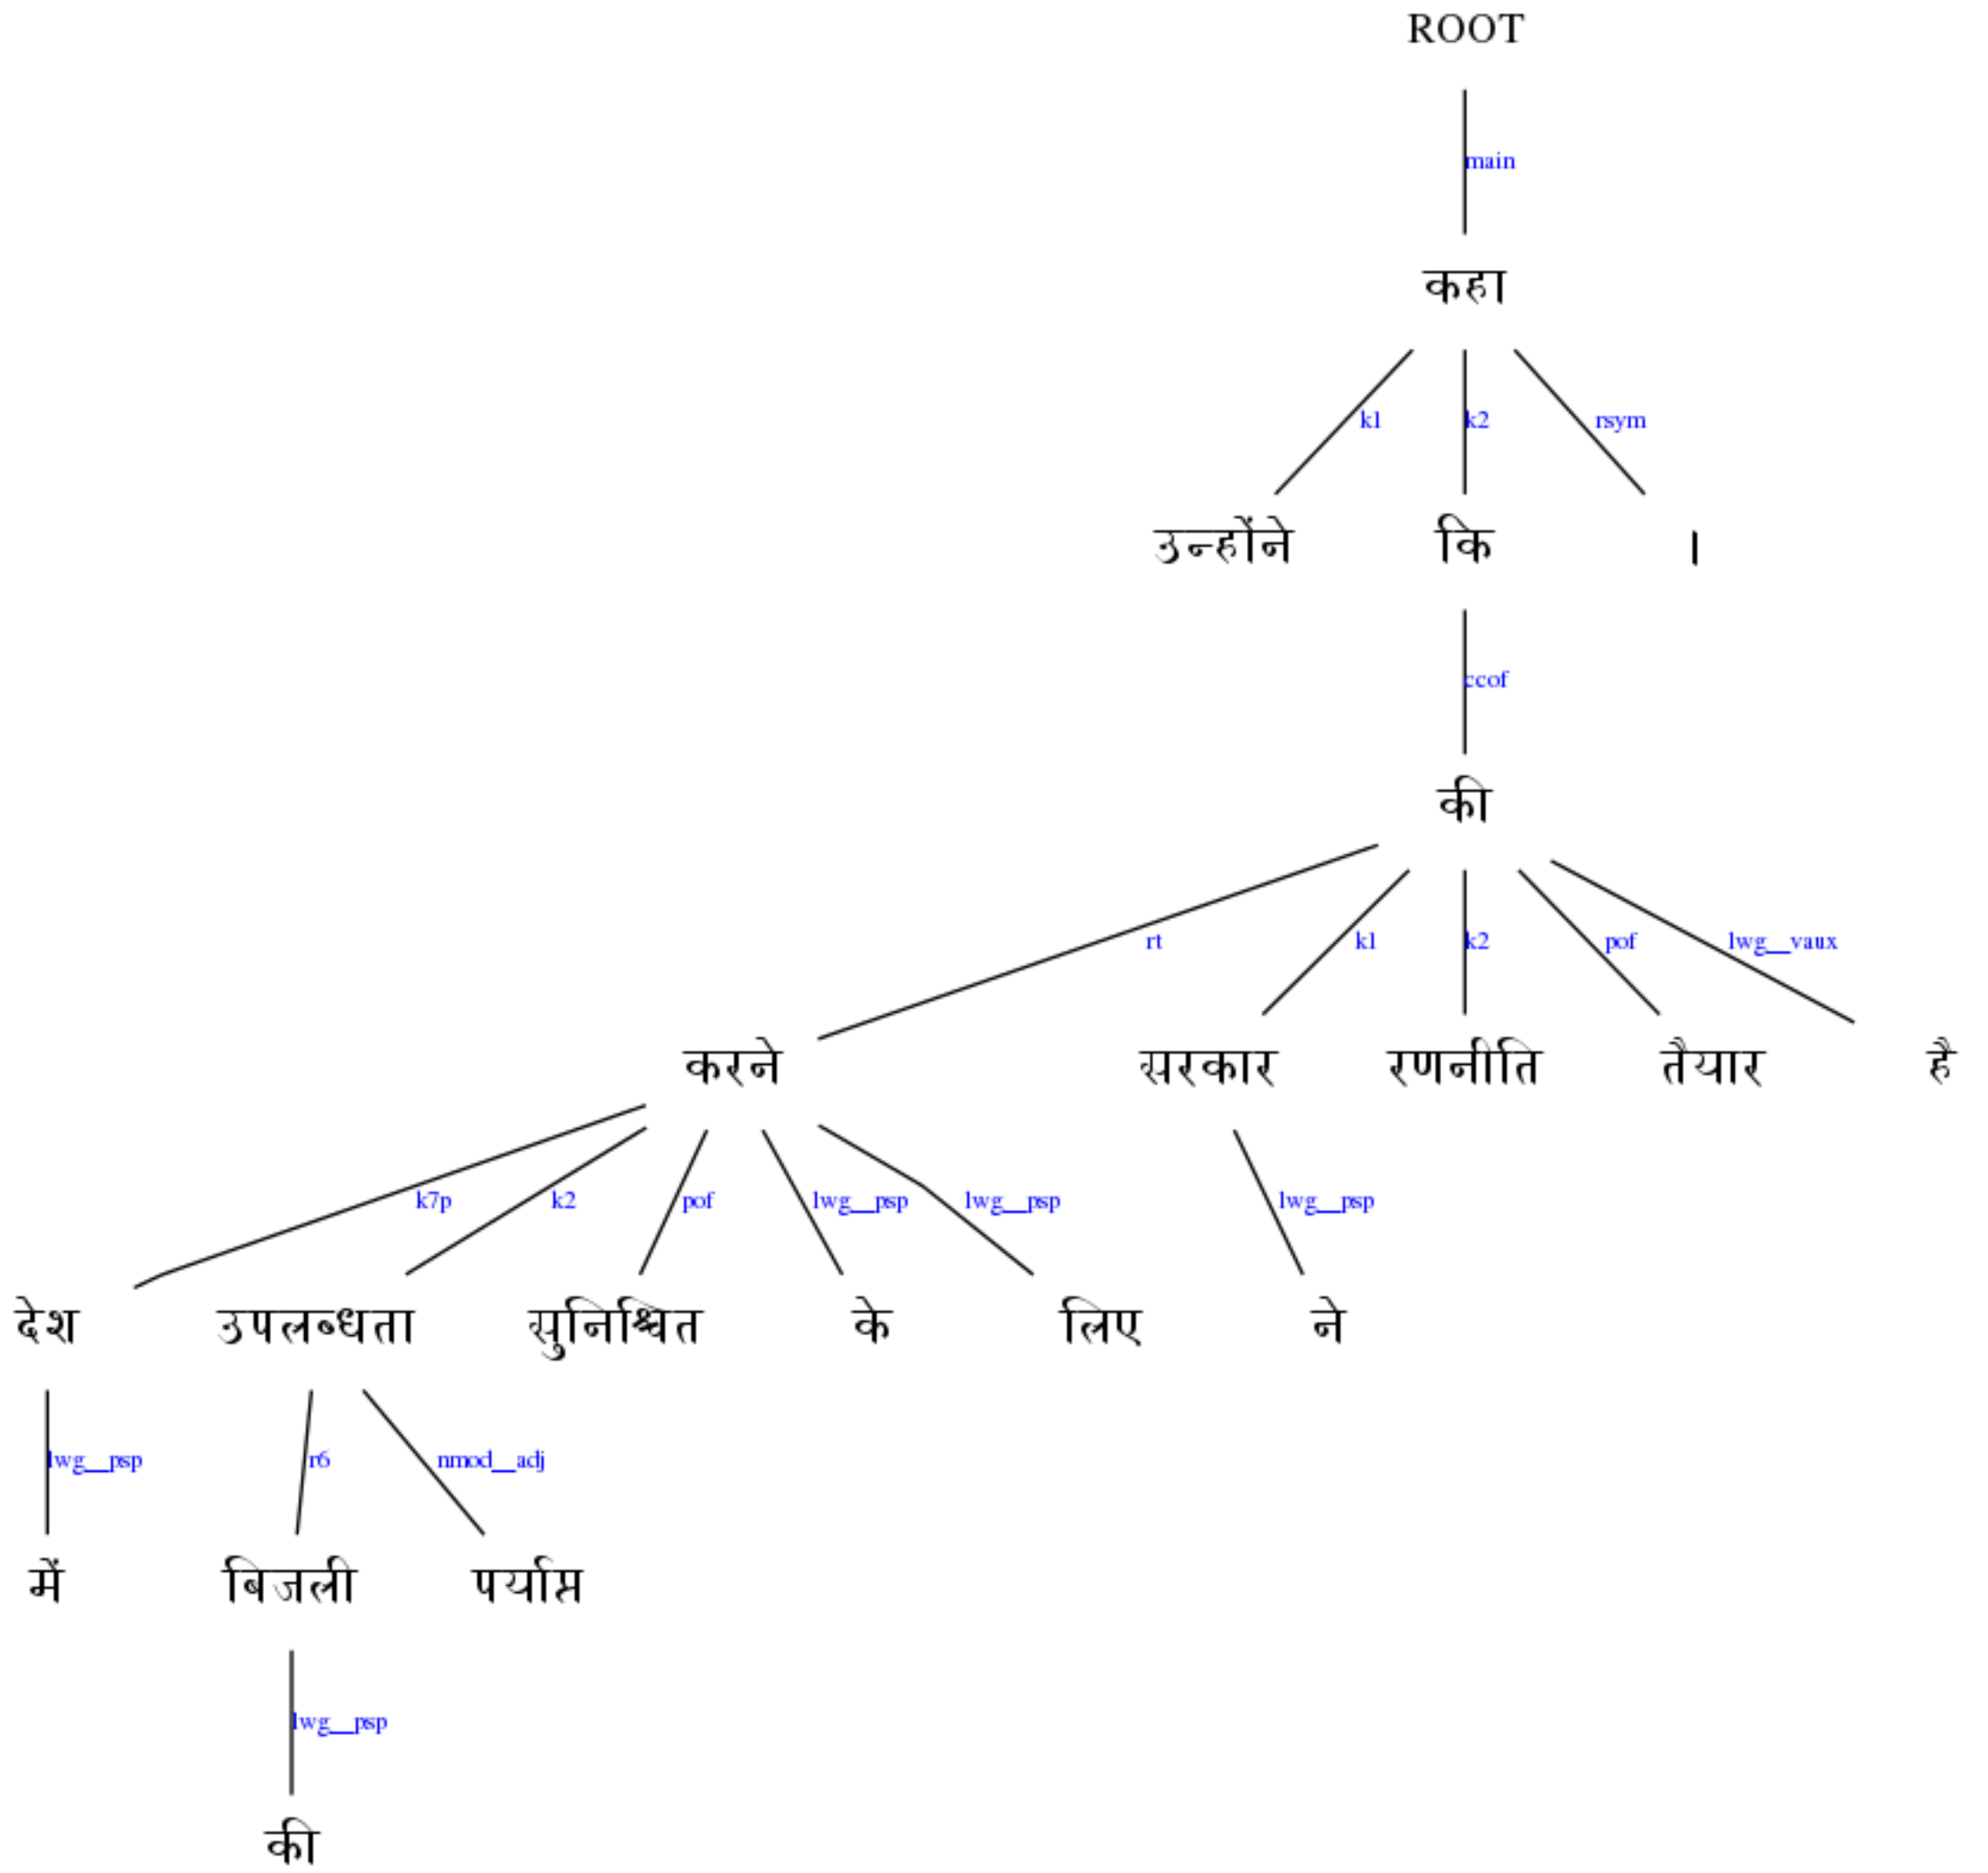 ROOT
main
कहा
k1 k2 rsym
उन्होंने कि ।
ccof
की
rt k1 k2 pof lwg__vaux
करने सरकार रणनीति तैयार है
k7p k2 pof lwg__psp lwg__psp lwg__psp
देश उपलब्धता सुनिश्चित के लिए ने
lwg__psp r6 nmod__adj
में बिजली पर्याप्त
lwg__psp
की